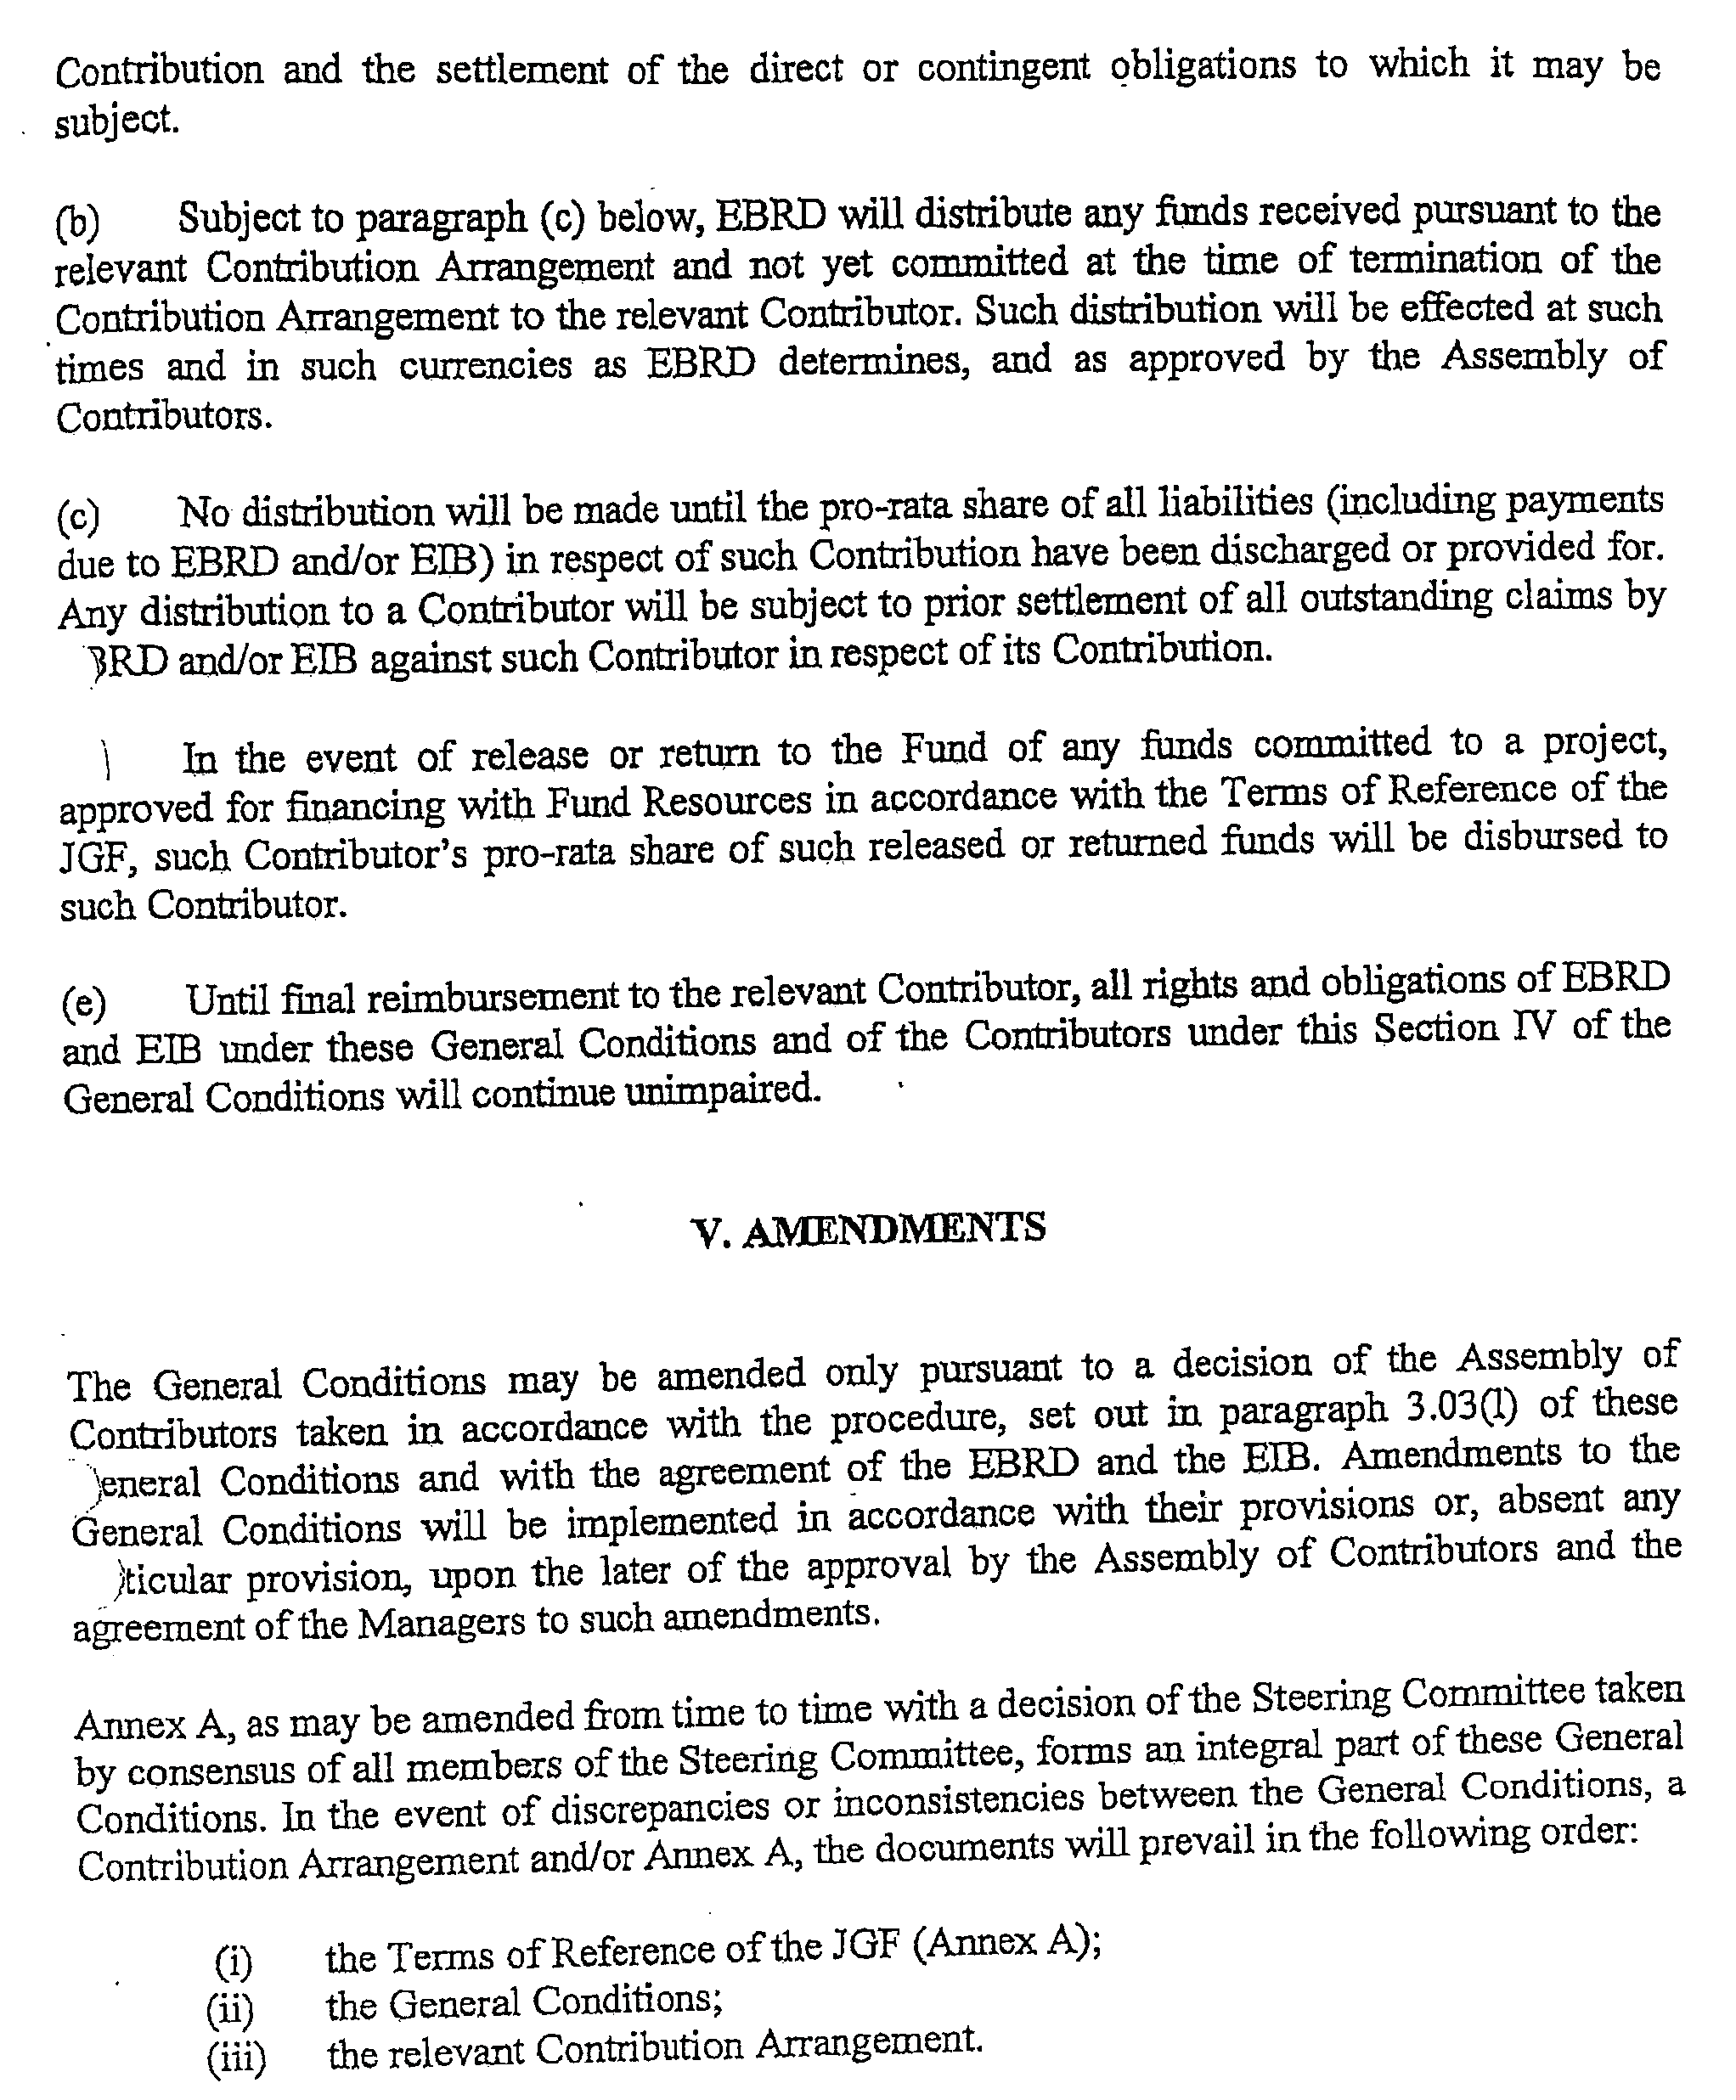 Contribution and the settlement of the direct or contingent obligations to which it may be
subject.
(b) Subject to paragraph (c) below, EBRD will distribute any funds received pursuant to the
relevant Contribution Arrangement and not yet committed at the time of termination of the
Contribution Arrangement to the relevant Contributor. Such distribution will be effected at such
times and in such currencies as EBRD determines, and as approved by the Assembly of
Contributors.
(c) No distribution will be made until the pro-rata share of all liabilities (including payments
due to EBRD and/or EIB) in respect of such Contribution have been discharged or provided for.
Any distribution to a Contributor will be subject to prior settlement of all outstanding claims by
BRD and/or EIB against such Contributor in respect of its Contribution.
) In the event of release or return to the Fund of any funds committed to a project,
approved for financing with Fund Resources in accordance with the Terms of Reference of the
JGF, such Contributor's pro-rata share of such released or returned funds will be disbursed to
such Contributor.
(e) Until final reimbursement to the relevant Contributor, all rights and obligations of EBRD
and EIB under these General Conditions and of the Contributors under this Section IV of the
General Conditions will continue unimpaired.
V. AMENDMENTS
The General Conditions may be amended only pursuant to a decision of the Assembly of
Contributors taken in accordance with the procedure, set out in paragraph 3.03(l) of these
eneral Conditions and with the agreement of the EBRD and the EIB. Amendments to the
General Conditions will be implemented in accordance with their provisions or, absent any
ticular provision, upon the later of the approval by the Assembly of Contributors and the
agreement of the Managers to such amendments.
Annex A, as may be amended from time to time with a decision of the Steering Committee taken
by consensus of all members of the Steering Committee, forms an integral part of these General
Conditions. In the event of discrepancies or inconsistencies between the General Conditions, a
Contribution Arrangement and/or Annex A, the documents will prevail in the following order:
(i) the Terms of Reference of the JGF (Annex A);
(ii) the General Conditions;
(iii) the relevant Contribution Arrangement.